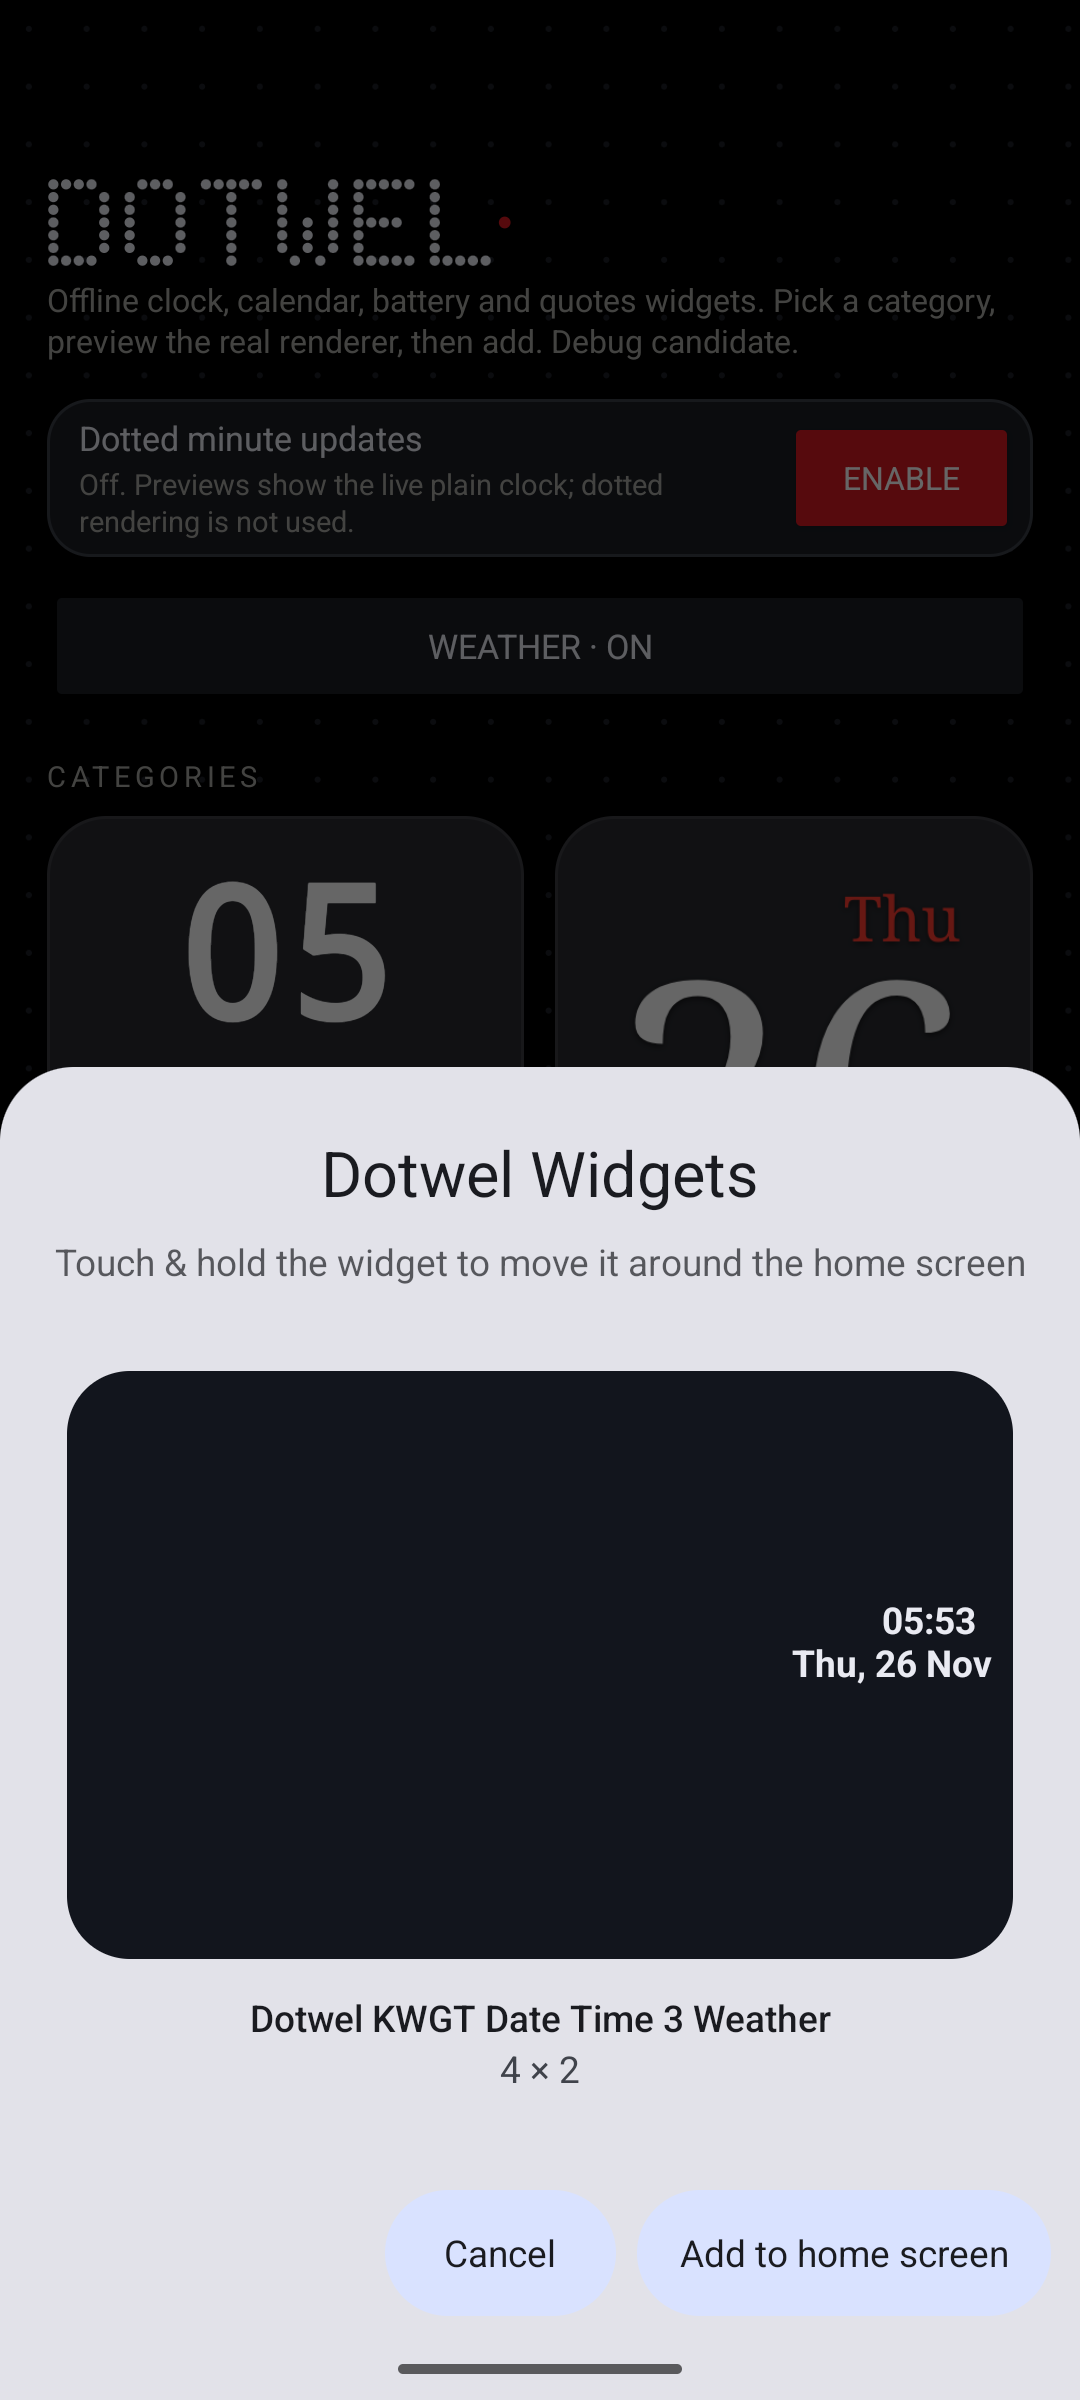 DOTWEL
Offline clock, calendar, battery and quotes widgets. Pick a category,
preview the real renderer, then add. Debug candidate.
Dotted minute updates
Off. Previews show the live plain clock; dotted
rendering is not used.
ENABLE
WEATHER · ON
CATEGORIES
05
Thu
26
Dotwel Widgets
Touch & hold the widget to move it around the home screen
05:53
Thu, 26 Nov
Dotwel KWGT Date Time 3 Weather
4 × 2
Cancel
Add to home screen